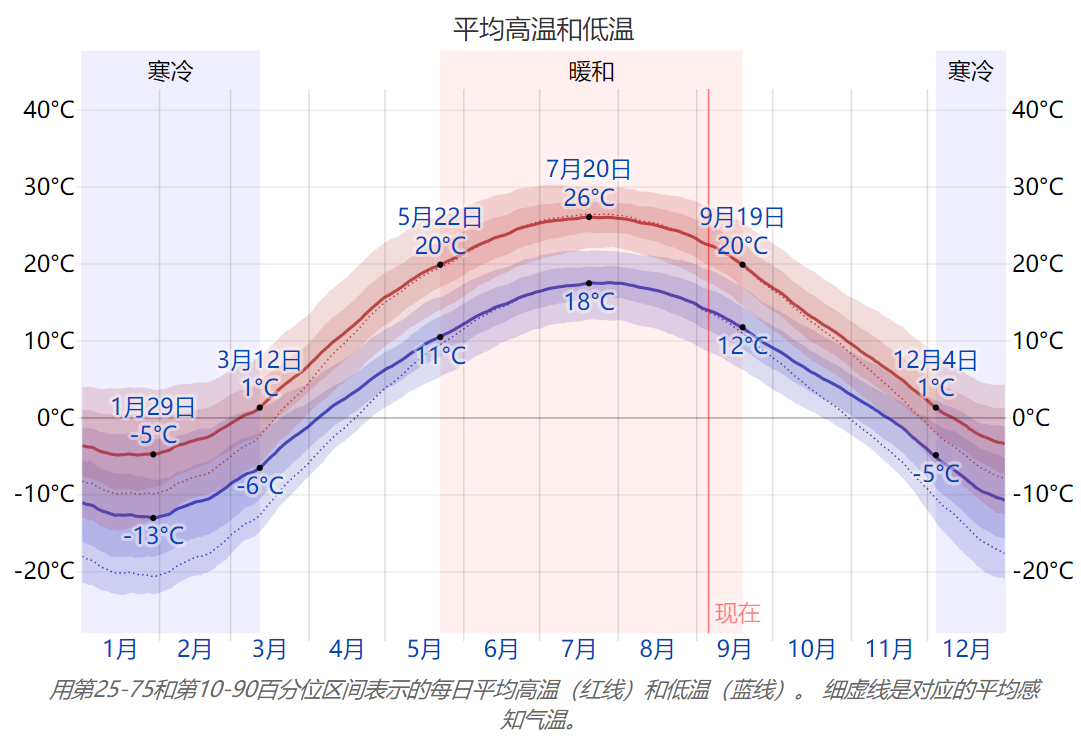 平均高温和低温
寒冷
暖和
寒冷
40°C
40°C
30°C
30°C
20°C
20°C
10°C
10°C
0°C
0°C
-10°C
-10°C
-20°C
-20°C
1月29日
-5°C
-13°C
3月12日
1°C
-6°C
5月22日
20°C
11°C
7月20日
26°C
18°C
9月19日
20°C
12°C
12月4日
1°C
-5°C
现在
1月
2月
3月
4月
5月
6月
7月
8月
9月
10月
11月
12月
用第25-75和第10-90百分位区间表示的每日平均高温（红线）和低温（蓝线）。 细虚线是对应的平均感
知气温。